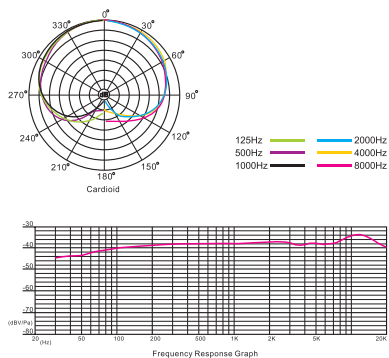 0°
330° 30°
300° 60°
270° 90°
240° 120°
210° 150°
180°
Cardioid
125Hz 2000Hz
500Hz 4000Hz
1000Hz 8000Hz
-30
-40
-50
-60
-70
(dBV/Pa)
-80
20 50 100 200 500 1K 2K 5K 20K
(Hz)
Frequency Response Graph